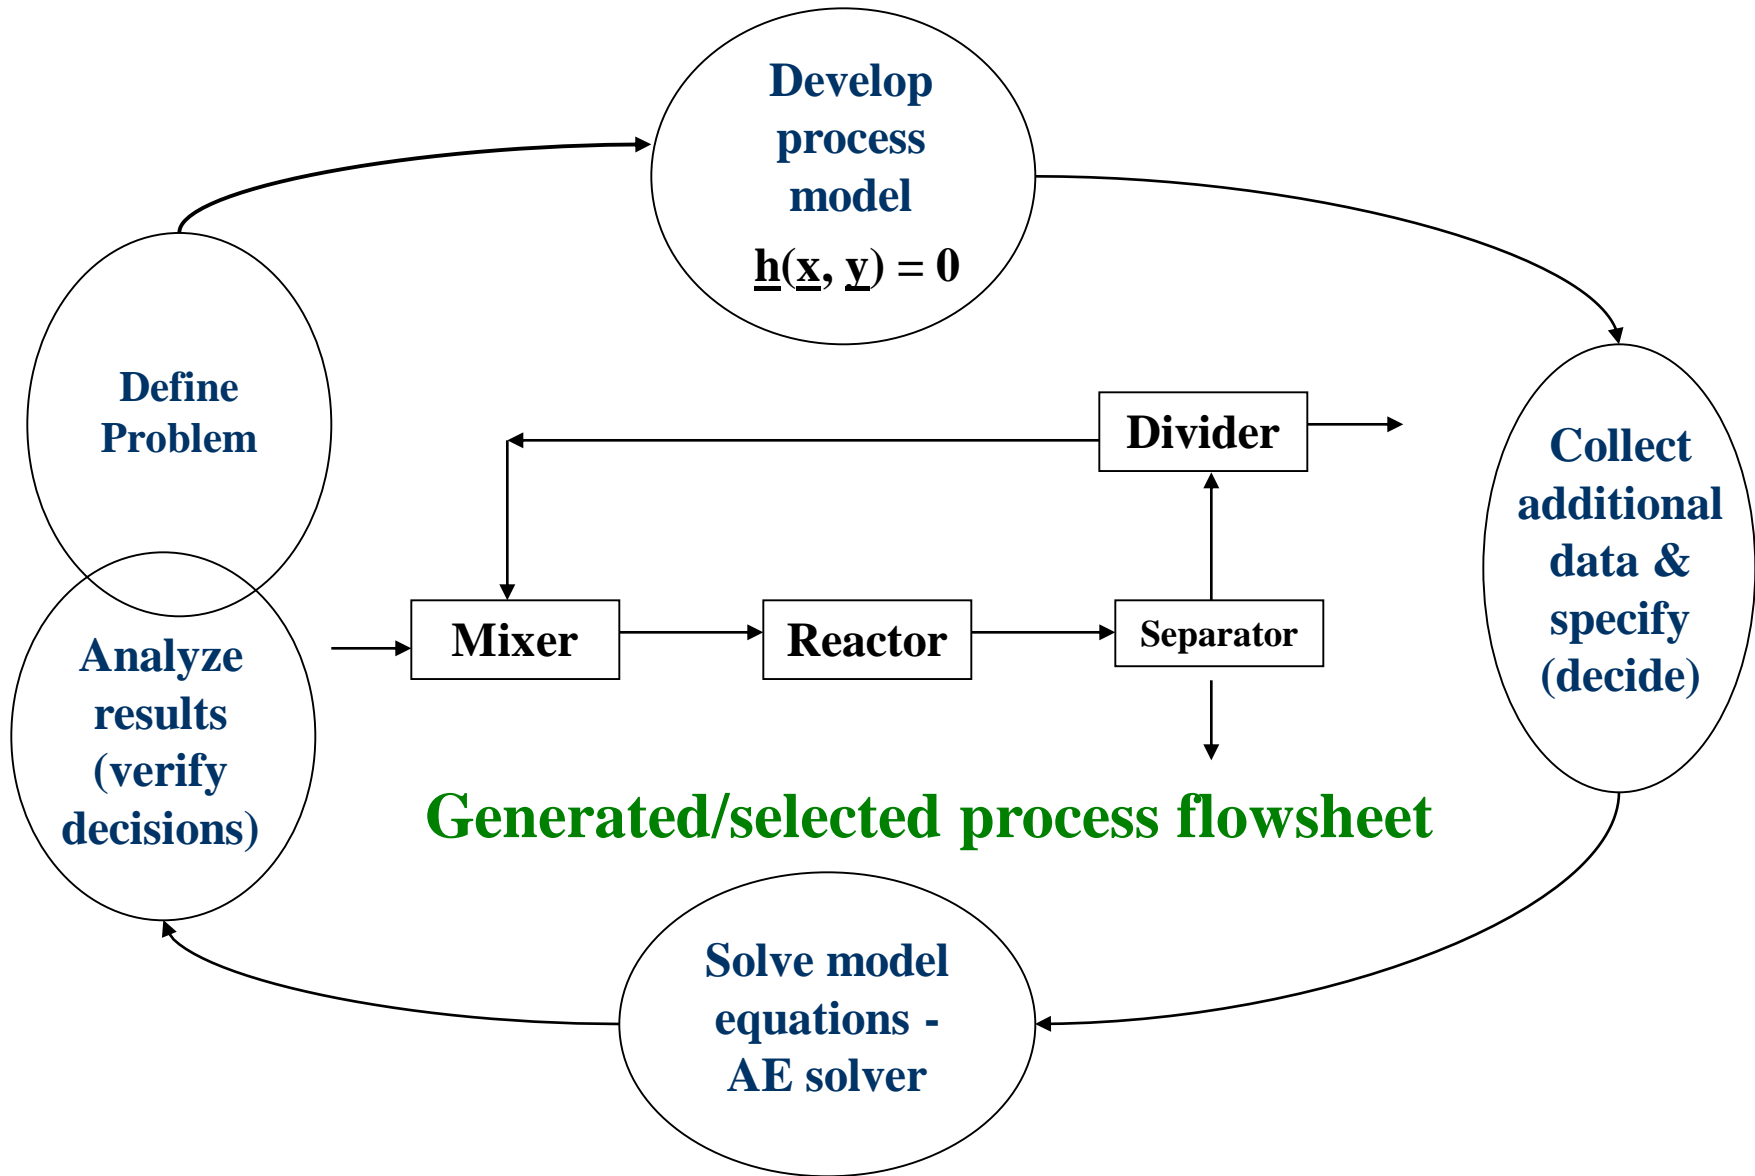 Develop
process
model
h(x, y) = 0
Define
Problem
Divider
Collect
additional
data &
specify
(decide)
Mixer
Reactor
Separator
Analyze
results
(verify
decisions)
Generated/selected process flowsheet
Solve model
equations -
AE solver